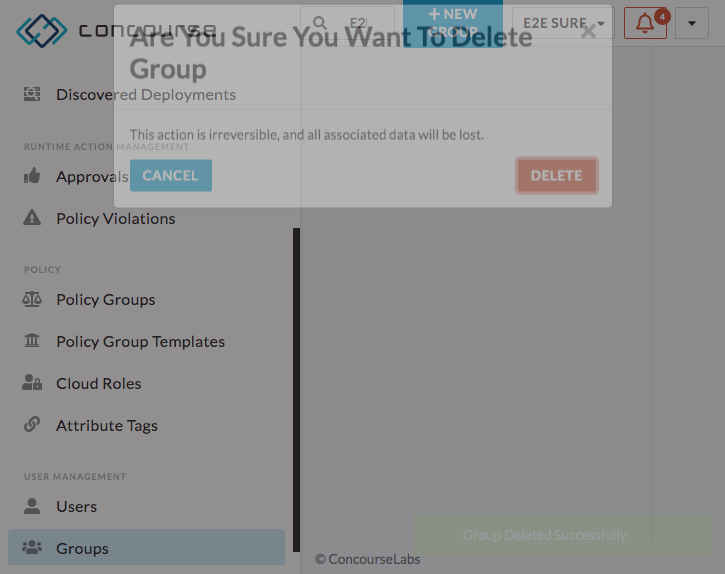 concourse
E2
+ NEW GROUP
E2E SURE
4
Are You Sure You Want To Delete
Group
This action is irreversible, and all associated data will be lost.
CANCEL
DELETE
Discovered Deployments
RUNTIME ACTION MANAGEMENT
Approvals
Policy Violations
POLICY
Policy Groups
Policy Group Templates
Cloud Roles
Attribute Tags
USER MANAGEMENT
Users
Groups
Group Deleted Successfully
© ConcourseLabs